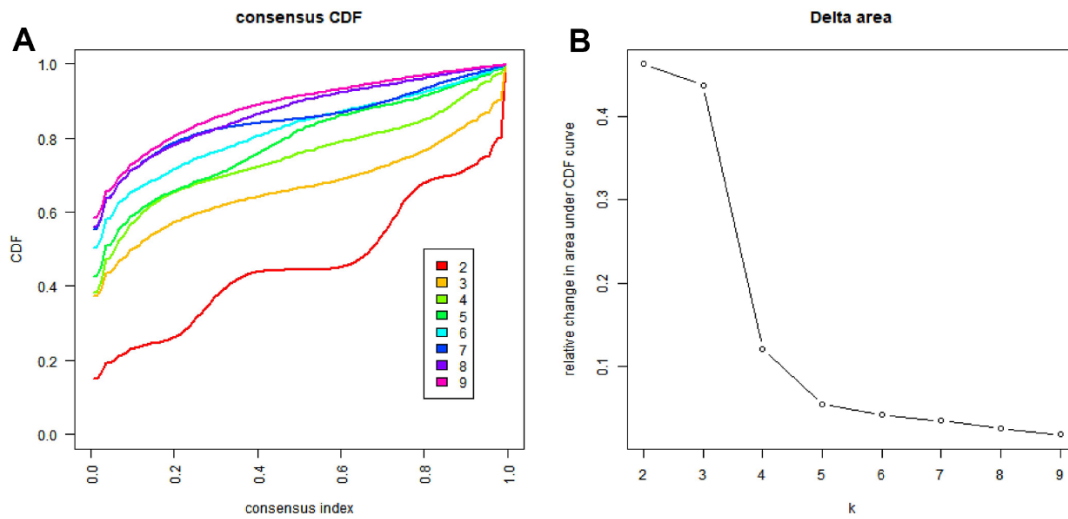 A
consensus CDF
CDF
1.0
0.8
0.6
0.4
0.2
0.0
2
3
4
5
6
7
8
9
0.0 0.2 0.4 0.6 0.8 1.0
consensus index
B
Delta area
relative change in area under CDF curve
0.4
0.3
0.2
0.1
2 3 4 5 6 7 8 9
k